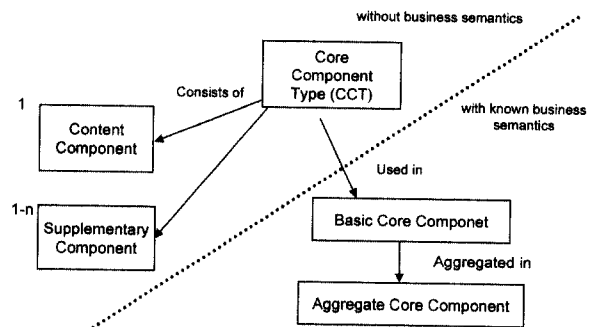 without business semantics
Core
Component
Type (CCT)
Consists of
1
Content
Component
with known business
semantics
Used in
1-n
Supplementary
Component
Basic Core Componet
Aggregated in
Aggregate Core Component